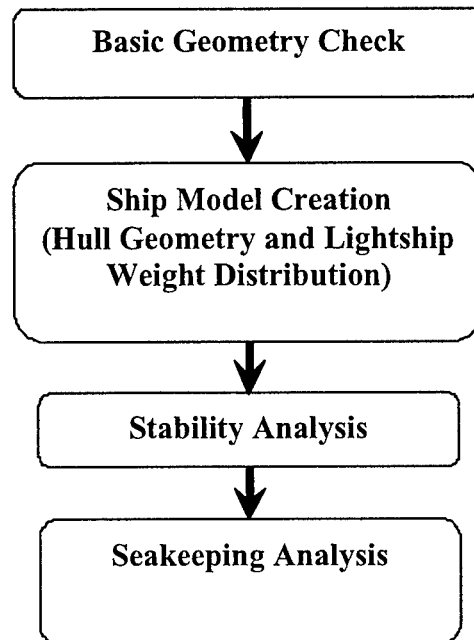 Basic Geometry Check
Ship Model Creation
(Hull Geometry and Lightship
Weight Distribution)
Stability Analysis
Seakeeping Analysis